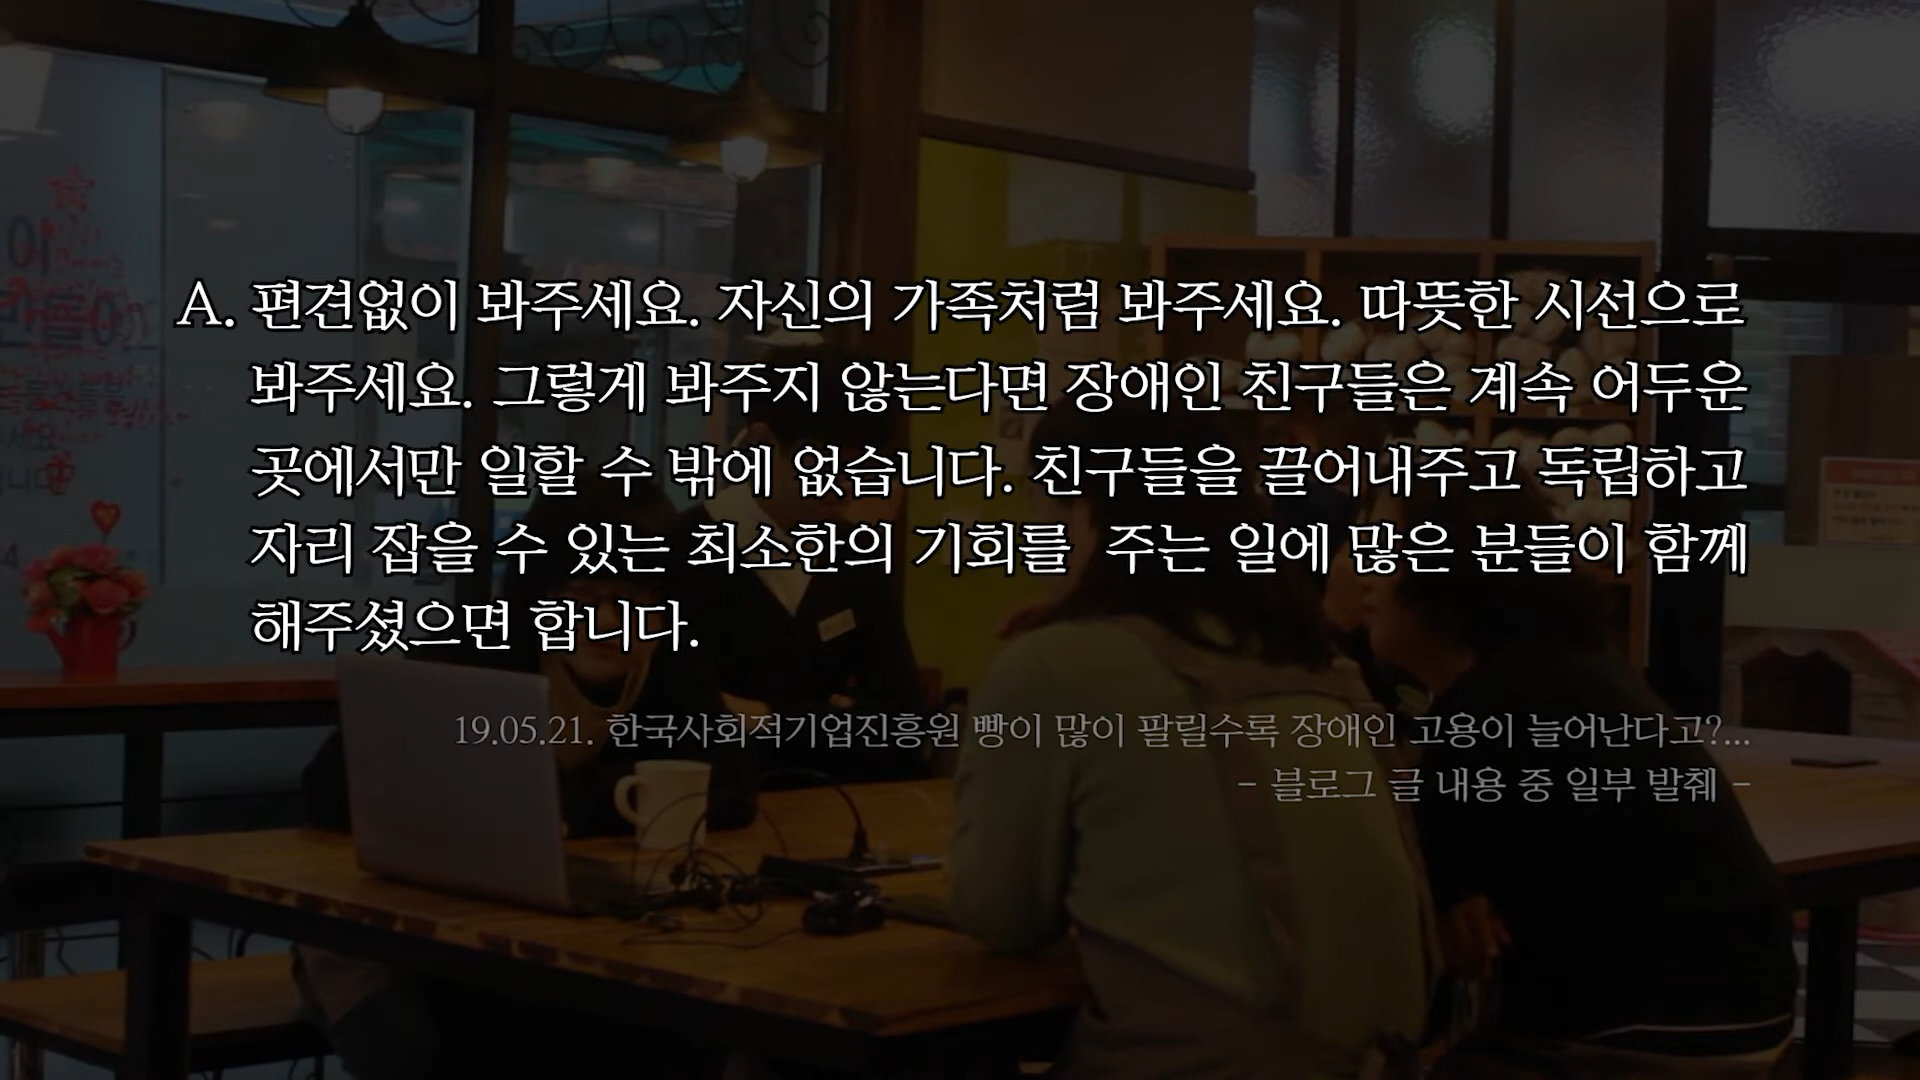 A. 편견없이 봐주세요. 자신의 가족처럼 봐주세요. 따뜻한 시선으로
봐주세요. 그렇게 봐주지 않는다면 장애인 친구들은 계속 어두운
곳에서만 일할 수 밖에 없습니다. 친구들을 끌어내주고 독립하고
자리 잡을 수 있는 최소한의 기회를 주는 일에 많은 분들이 함께
해주셨으면 합니다.
19.05.21. 한국사회적기업진흥원 빵이 많이 팔릴수록 장애인 고용이 늘어난다고?...
- 블로그 글 내용 중 일부 발췌 -